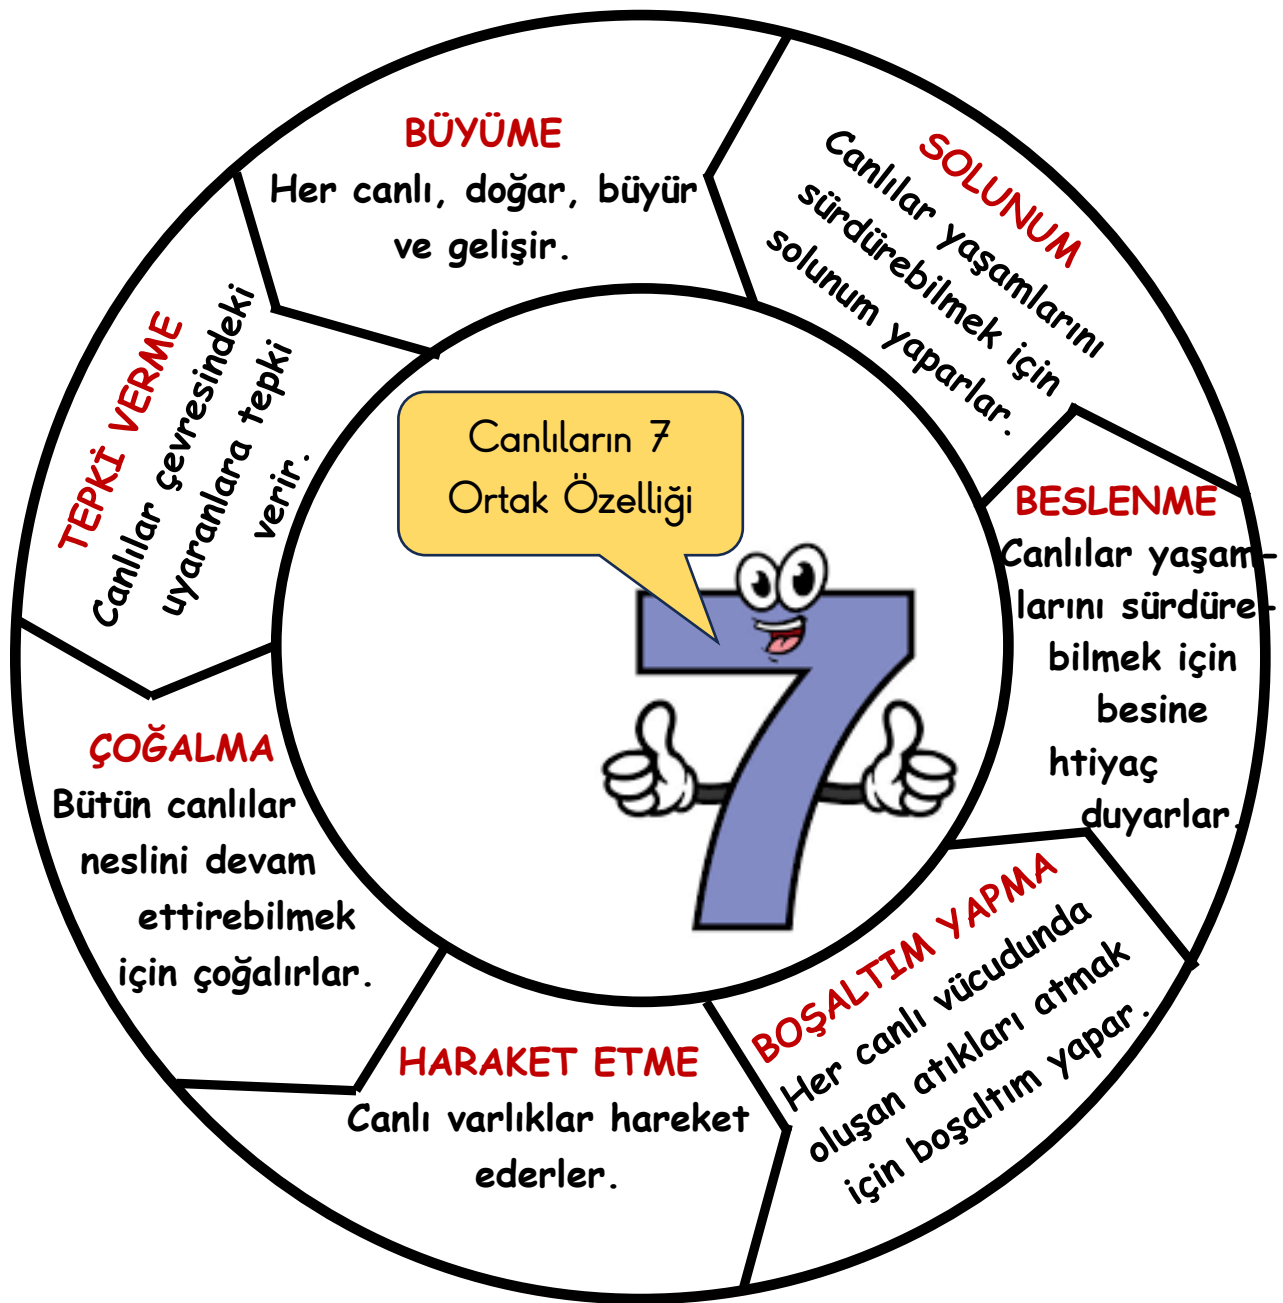 BÜYÜME
Her canlı, doğar, büyür
ve gelişir.
SOLUNUM
Canlılar yaşamlarını
sürdürebilmek için
solunum yaparlar.
BESLENME
Canlılar yaşam-
larını sürdüre-
bilmek için
besine
htiyaç
duyarlar.
BOŞALTIM YAPMA
Her canlı vücudunda
oluşan atıkları atmak
için boşaltım yapar.
HARAKET ETME
Canlı varlıklar hareket
ederler.
ÇOĞALMA
Bütün canlılar
neslini devam
ettirebilmek
için çoğalırlar.
TEPKİ VERME
Canlılar çevresindeki
uyaranlara tepki
verir.
Canlıların 7
Ortak Özelliği
7